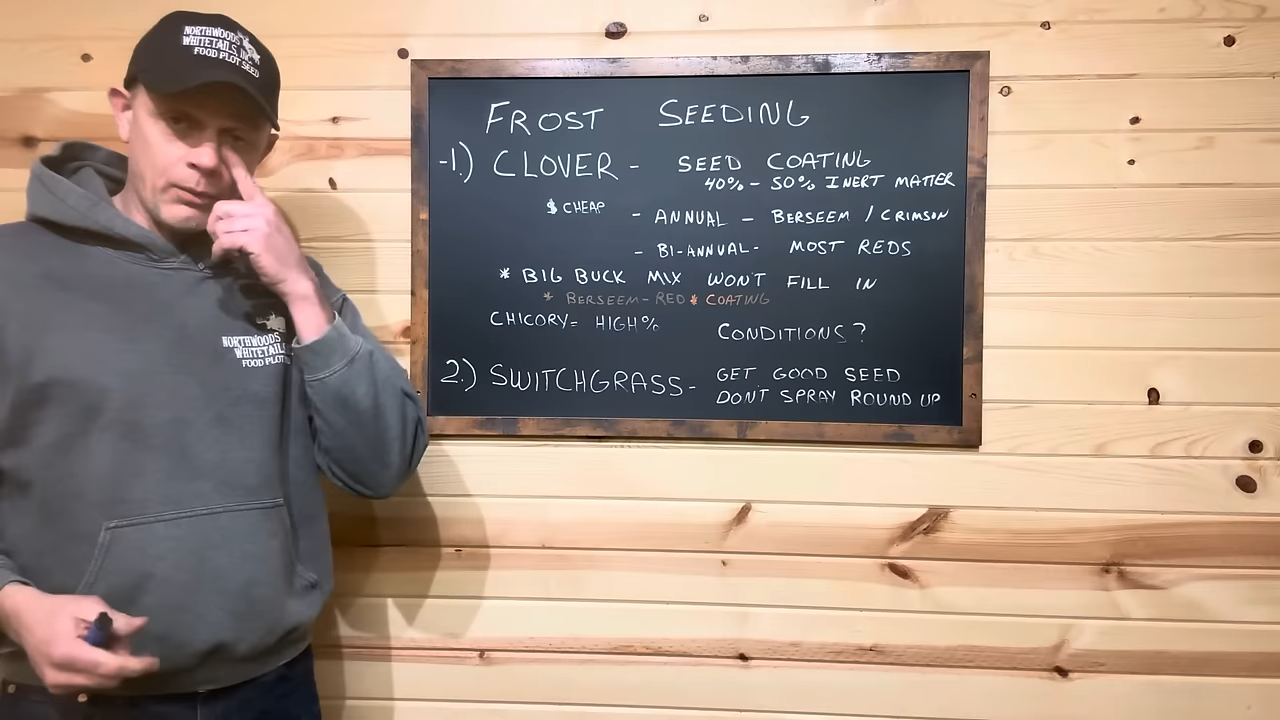 NORTHWOODS
WHITETAILS, INC.
FOOD PLOT SEED
NORTHWOODS
WHITETAILS
FOOD PLOT
FROST SEEDING
-1.) CLOVER - SEED COATING
40% - 50% INERT MATTER
$ CHEAP - ANNUAL - BERSEEM / CRIMSON
- BI-ANNUAL- MOST REDS
* BIG BUCK MIX WON'T FILL IN
* BERSEEM-RED * COATING
CHICORY = HIGH% CONDITIONS?
2.) SWITCHGRASS- GET GOOD SEED
DON'T SPRAY ROUND UP